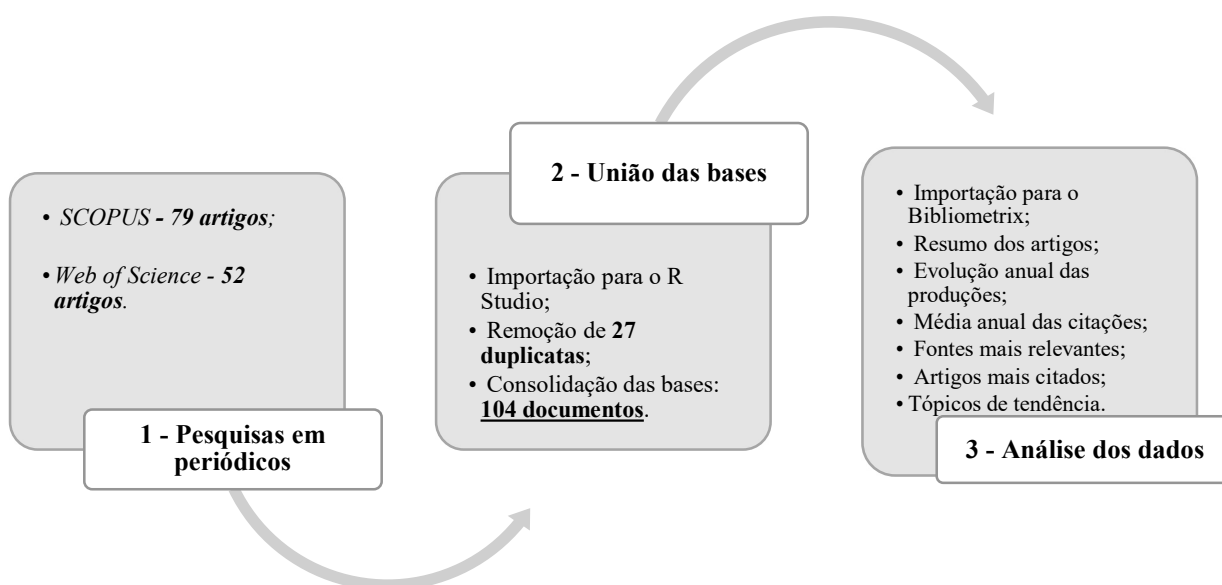 • SCOPUS - 79 artigos;
• Web of Science - 52
artigos.
1 - Pesquisas em
periódicos
2 - União das bases
• Importação para o R
Studio;
• Remoção de 27
duplicatas;
• Consolidação das bases:
104 documentos.
• Importação para o
Bibliometrix;
• Resumo dos artigos;
• Evolução anual das
produções;
• Média anual das citações;
• Fontes mais relevantes;
• Artigos mais citados;
• Tópicos de tendência.
3 - Análise dos dados